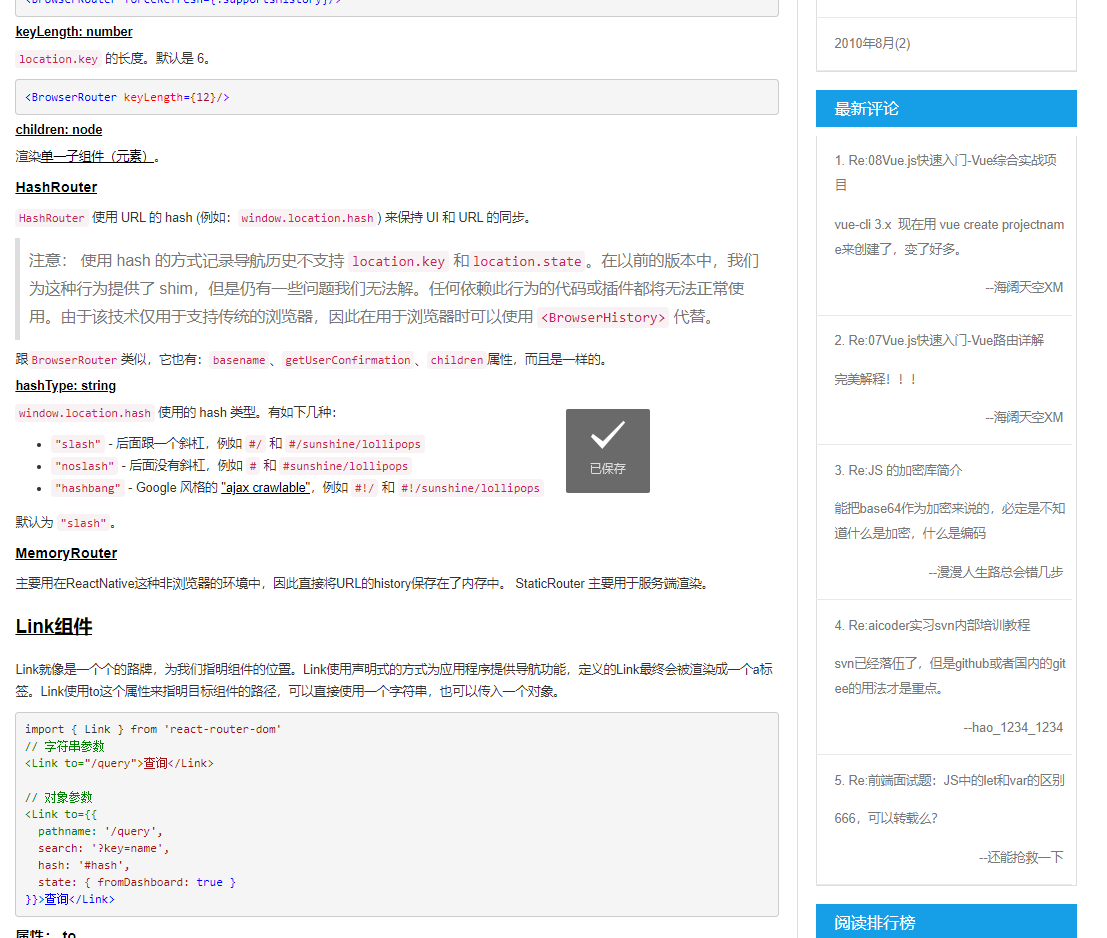 <BrowserRouter forceRefresh={!supportsHistory}/>
keyLength: number
location.key 的长度。默认是 6。
<BrowserRouter keyLength={12}/>
children: node
渲染单一子组件（元素）。
HashRouter
HashRouter 使用 URL 的 hash (例如：window.location.hash) 来保持 UI 和 URL 的同步。
注意： 使用 hash 的方式记录导航历史不支持 location.key 和 location.state。在以前的版本中，我们
为这种行为提供了 shim，但是仍有一些问题我们无法解。任何依赖此行为的代码或插件都将无法正常使
用。由于该技术仅用于支持传统的浏览器，因此在用于浏览器时可以使用 <BrowserHistory> 代替。
跟 BrowserRouter 类似，它也有：basename、getUserConfirmation、children 属性，而且是一样的。
hashType: string
window.location.hash 使用的 hash 类型。有如下几种：
"slash" - 后面跟一个斜杠，例如 #/ 和 #/sunshine/lollipops
"noslash" - 后面没有斜杠，例如 # 和 #sunshine/lollipops
"hashbang" - Google 风格的 "ajax crawlable"，例如 #!/ 和 #!/sunshine/lollipops
已保存
默认为 "slash"。
MemoryRouter
主要用在ReactNative这种非浏览器的环境中，因此直接将URL的history保存在了内存中。 StaticRouter 主要用于服务端渲染。
Link组件
Link就像是一个个的路牌，为我们指明组件的位置。Link使用声明式的方式为应用程序提供导航功能，定义的Link最终会被渲染成一个a标
签。Link使用to这个属性来指明目标组件的路径，可以直接使用一个字符串，也可以传入一个对象。
import { Link } from 'react-router-dom'
// 字符串参数
<Link to="/query">查询</Link>
// 对象参数
<Link to={{
pathname: '/query',
search: '?key=name',
hash: '#hash',
state: { fromDashboard: true }
}}>查询</Link>
属性： to
2010年8月(2)
最新评论
1. Re:08Vue.js快速入门-Vue综合实战项
目
vue-cli 3.x 现在用 vue create projectnam
e来创建了，变了好多。
--海阔天空XM
2. Re:07Vue.js快速入门-Vue路由详解
完美解释！！！
--海阔天空XM
3. Re:JS 的加密库简介
能把base64作为加密来说的，必定是不知
道什么是加密，什么是编码
--漫漫人生路总会错几步
4. Re:aicoder实习svn内部培训教程
svn已经落伍了，但是github或者国内的git
ee的用法才是重点。
--hao_1234_1234
5. Re:前端面试题：JS中的let和var的区别
666，可以转载么？
--还能抢救一下
阅读排行榜